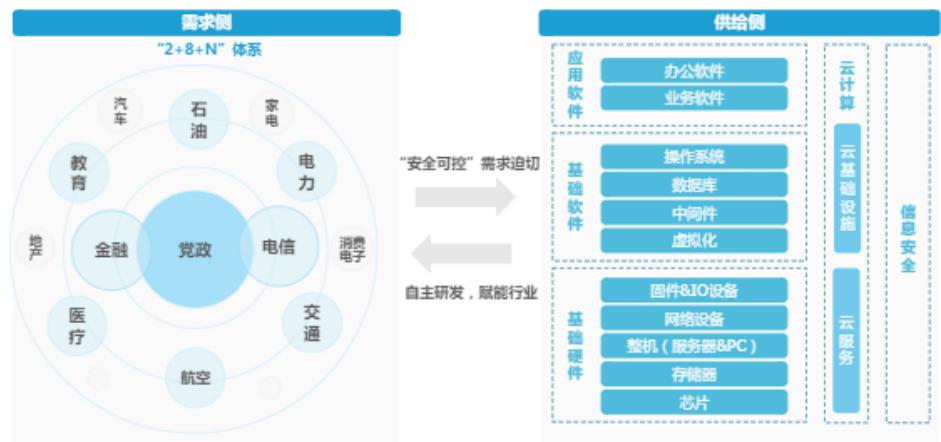 需求侧
“2+8+N”体系
汽车
石油
家电
教育
电力
地产
金融
党政
电信
消费电子
医疗
交通
航空
“安全可控”需求迫切
自主研发，赋能行业
供给侧
应用软件
办公软件
业务软件
基础软件
操作系统
数据库
中间件
虚拟化
基础硬件
固件&IO设备
网络设备
整机（服务器&PC）
存储器
芯片
云计算
云基础设施
云服务
信息安全